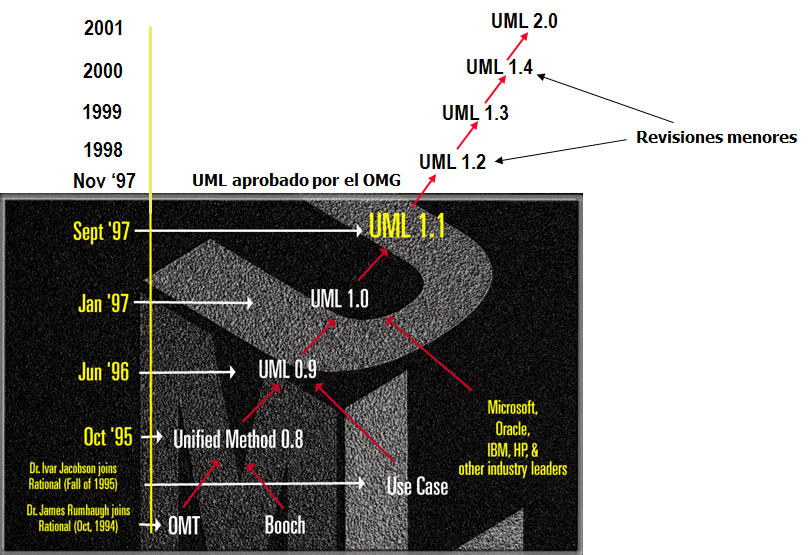 2001
UML 2.0
2000
UML 1.4
1999
UML 1.3
Revisiones menores
1998
UML 1.2
Nov ‘97
UML aprobado por el OMG
Sept '97
UML 1.1
Jan '97
UML 1.0
Jun '96
UML 0.9
Microsoft,
Oracle,
IBM, HP, &
other industry leaders
Oct '95
Unified Method 0.8
Dr. Ivar Jacobson joins
Rational (Fall of 1995)
Use Case
Dr. James Rumbaugh joins
Rational (Oct, 1994)
OMT
Booch